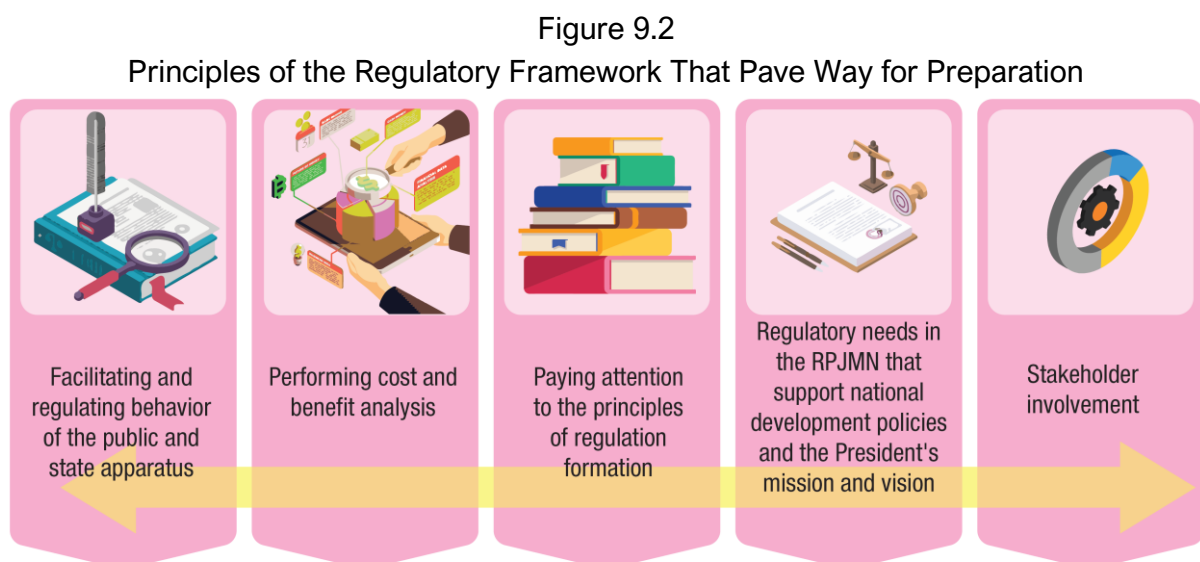 Figure 9.2
Principles of the Regulatory Framework That Pave Way for Preparation
Facilitating and
regulating behavior
of the public and
state apparatus
Performing cost and
benefit analysis
Paying attention
to the principles
of regulation
formation
Regulatory needs in
the RPJMN that
support national
development policies
and the President's
mission and vision
Stakeholder
involvement